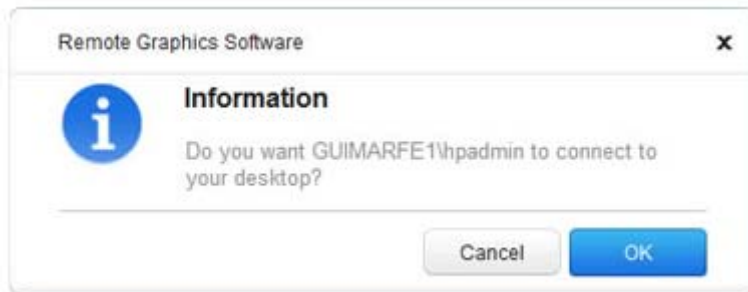 Remote Graphics Software
x
Information
Do you want GUIMARFE1\hpadmin to connect to
your desktop?
Cancel
OK